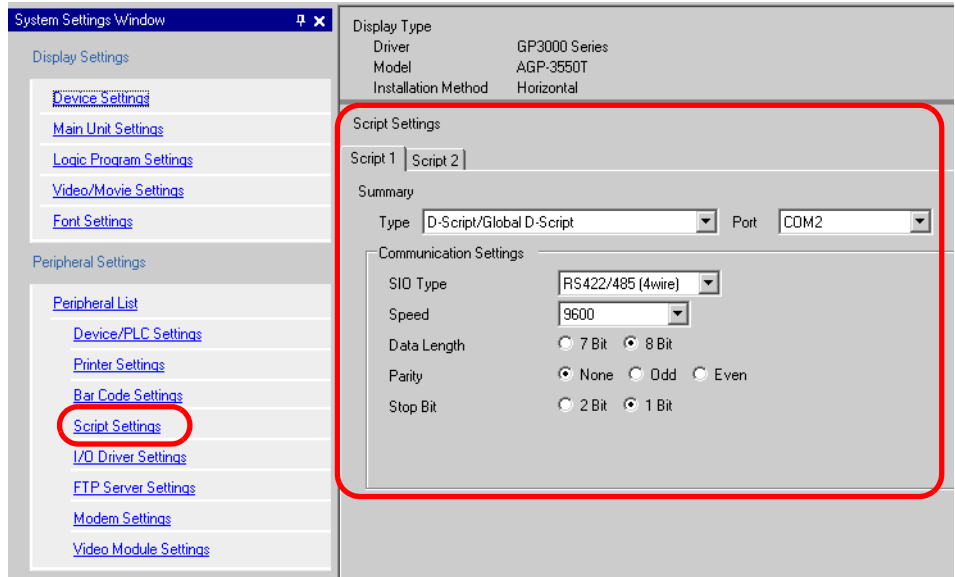 System Settings Window
Display Settings
Device Settings
Main Unit Settings
Logic Program Settings
Video/Movie Settings
Font Settings
Peripheral Settings
Peripheral List
Device/PLC Settings
Printer Settings
Bar Code Settings
Script Settings
I/O Driver Settings
FTP Server Settings
Modem Settings
Video Module Settings
Display Type
Driver GP3000 Series
Model AGP-3550T
Installation Method Horizontal
Script Settings
Script 1 Script 2
Summary
Type D-Script/Global D-Script Port COM2
Communication Settings
SIO Type RS422/485 (4wire)
Speed 9600
Data Length 7 Bit 8 Bit
Parity None Odd Even
Stop Bit 2 Bit 1 Bit